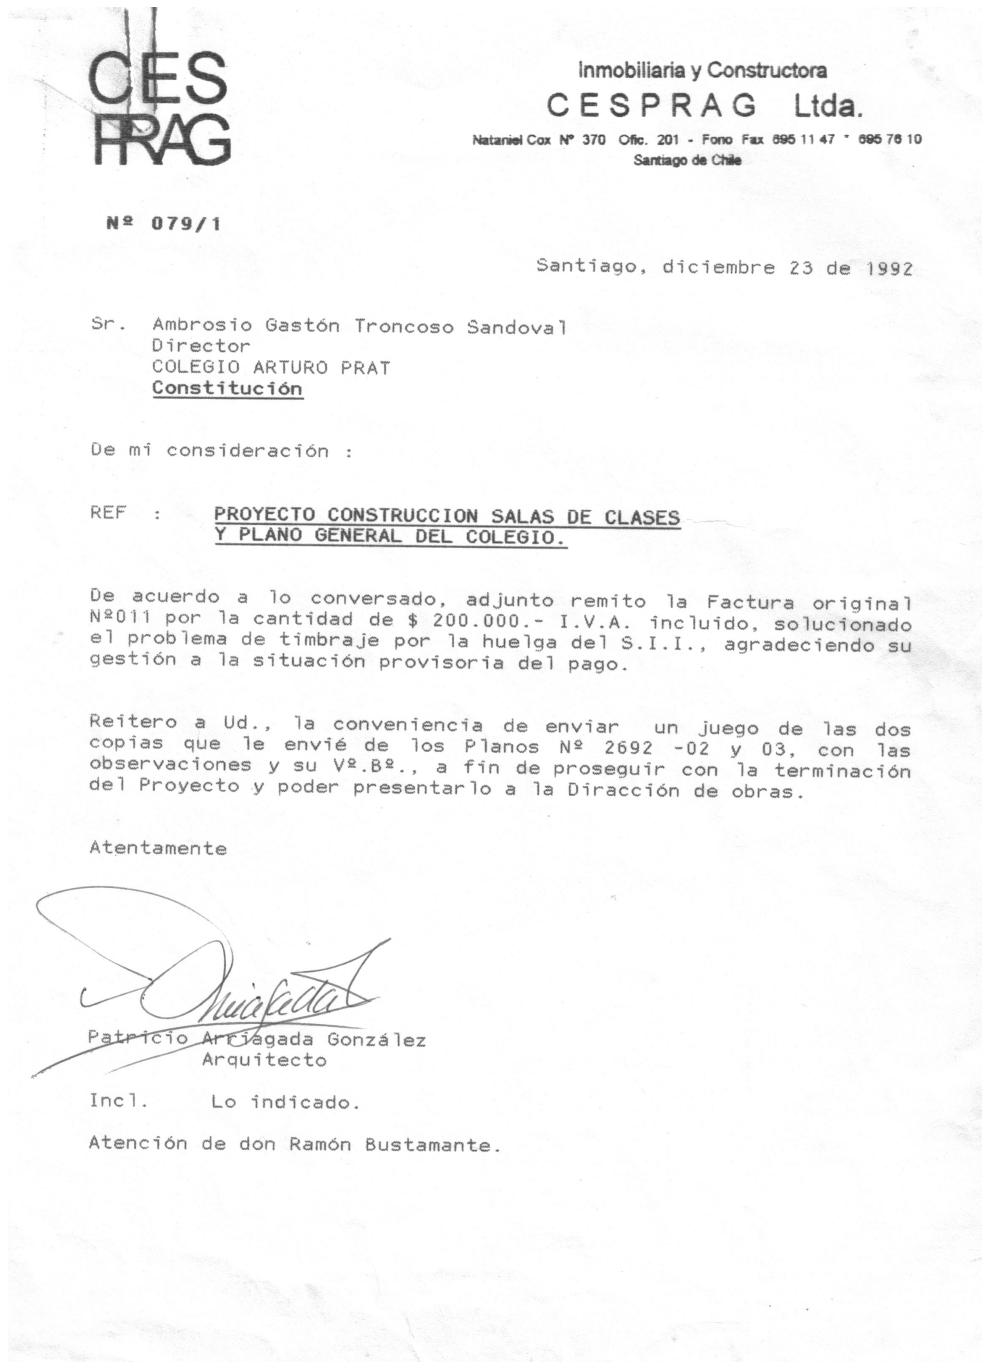 CES
PRAG
Inmobiliaria y Constructora
CESPRAG Ltda.
Nataniel Cox Nº 370 Ofic. 201 - Fono Fax 695 11 47 * 695 76 10
Santiago de Chile
Nº 079/1
Santiago, diciembre 23 de 1992
Sr. Ambrosio Gastón Troncoso Sandoval
Director
COLEGIO ARTURO PRAT
Constitución
De mi consideración :
REF : PROYECTO CONSTRUCCION SALAS DE CLASES
Y PLANO GENERAL DEL COLEGIO.
De acuerdo a lo conversado, adjunto remito la Factura original
Nº011 por la cantidad de $ 200.000.- I.V.A. incluido, solucionado
el problema de timbraje por la huelga del S.I.I., agradeciendo su
gestión a la situación provisoria del pago.
Reitero a Ud., la conveniencia de enviar un juego de las dos
copias que le envié de los Planos Nº 2692 -02 y 03, con las
observaciones y su Vº.Bº., a fin de proseguir con la terminación
del Proyecto y poder presentarlo a la Diracción de obras.
Atentamente
Patricio Arriagada González
Arquitecto
Incl. Lo indicado.
Atención de don Ramón Bustamante.